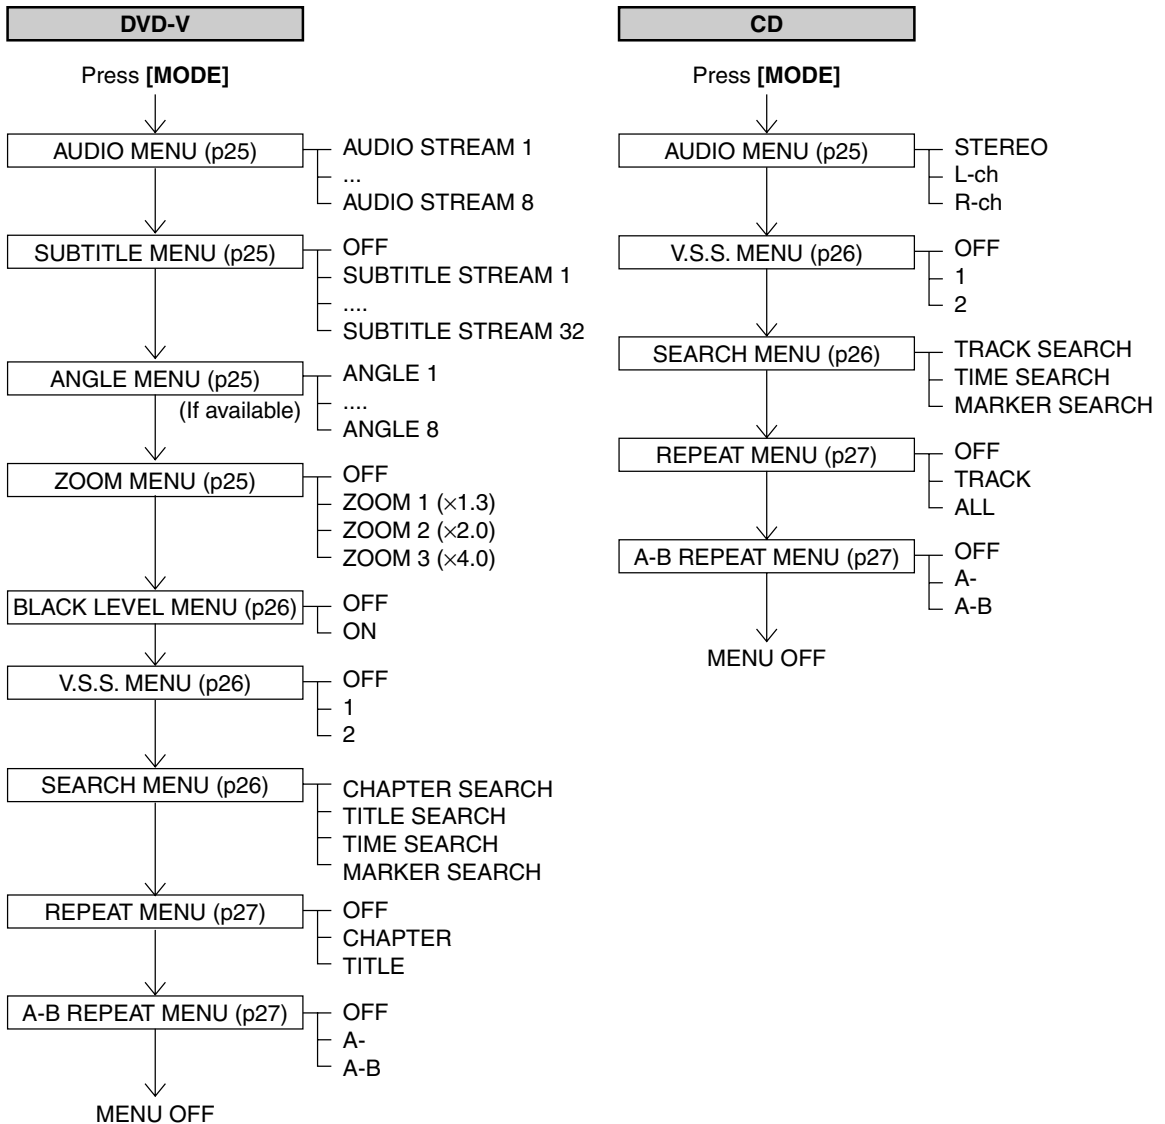 DVD-V
Press [MODE]
AUDIO MENU (p25)
AUDIO STREAM 1
...
AUDIO STREAM 8
SUBTITLE MENU (p25)
OFF
SUBTITLE STREAM 1
....
SUBTITLE STREAM 32
ANGLE MENU (p25)
(If available)
ANGLE 1
....
ANGLE 8
ZOOM MENU (p25)
OFF
ZOOM 1 (×1.3)
ZOOM 2 (×2.0)
ZOOM 3 (×4.0)
BLACK LEVEL MENU (p26)
OFF
ON
V.S.S. MENU (p26)
OFF
1
2
SEARCH MENU (p26)
CHAPTER SEARCH
TITLE SEARCH
TIME SEARCH
MARKER SEARCH
REPEAT MENU (p27)
OFF
CHAPTER
TITLE
A-B REPEAT MENU (p27)
OFF
A-
A-B
MENU OFF
CD
Press [MODE]
AUDIO MENU (p25)
STEREO
L-ch
R-ch
V.S.S. MENU (p26)
OFF
1
2
SEARCH MENU (p26)
TRACK SEARCH
TIME SEARCH
MARKER SEARCH
REPEAT MENU (p27)
OFF
TRACK
ALL
A-B REPEAT MENU (p27)
OFF
A-
A-B
MENU OFF